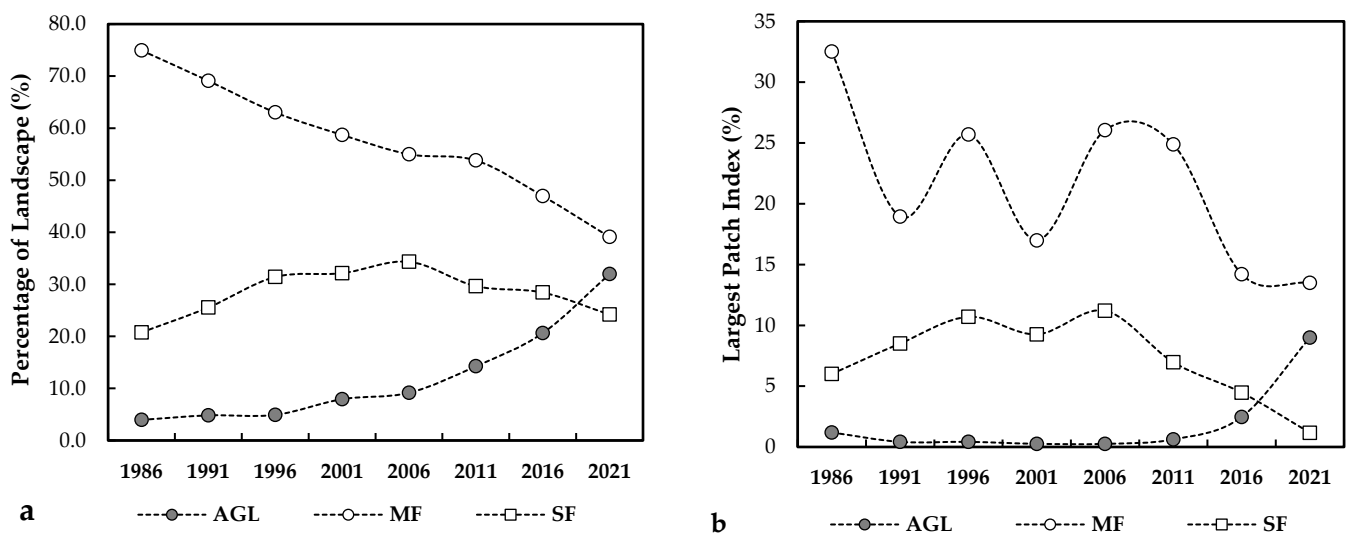 Percentage of Landscape (%)
80.0
70.0
60.0
50.0
40.0
30.0
20.0
10.0
0.0
1986 1991 1996 2001 2006 2011 2016 2021
a
AGL MF SF
Largest Patch Index (%)
35
30
25
20
15
10
5
0
1986 1991 1996 2001 2006 2011 2016 2021
b
AGL MF SF